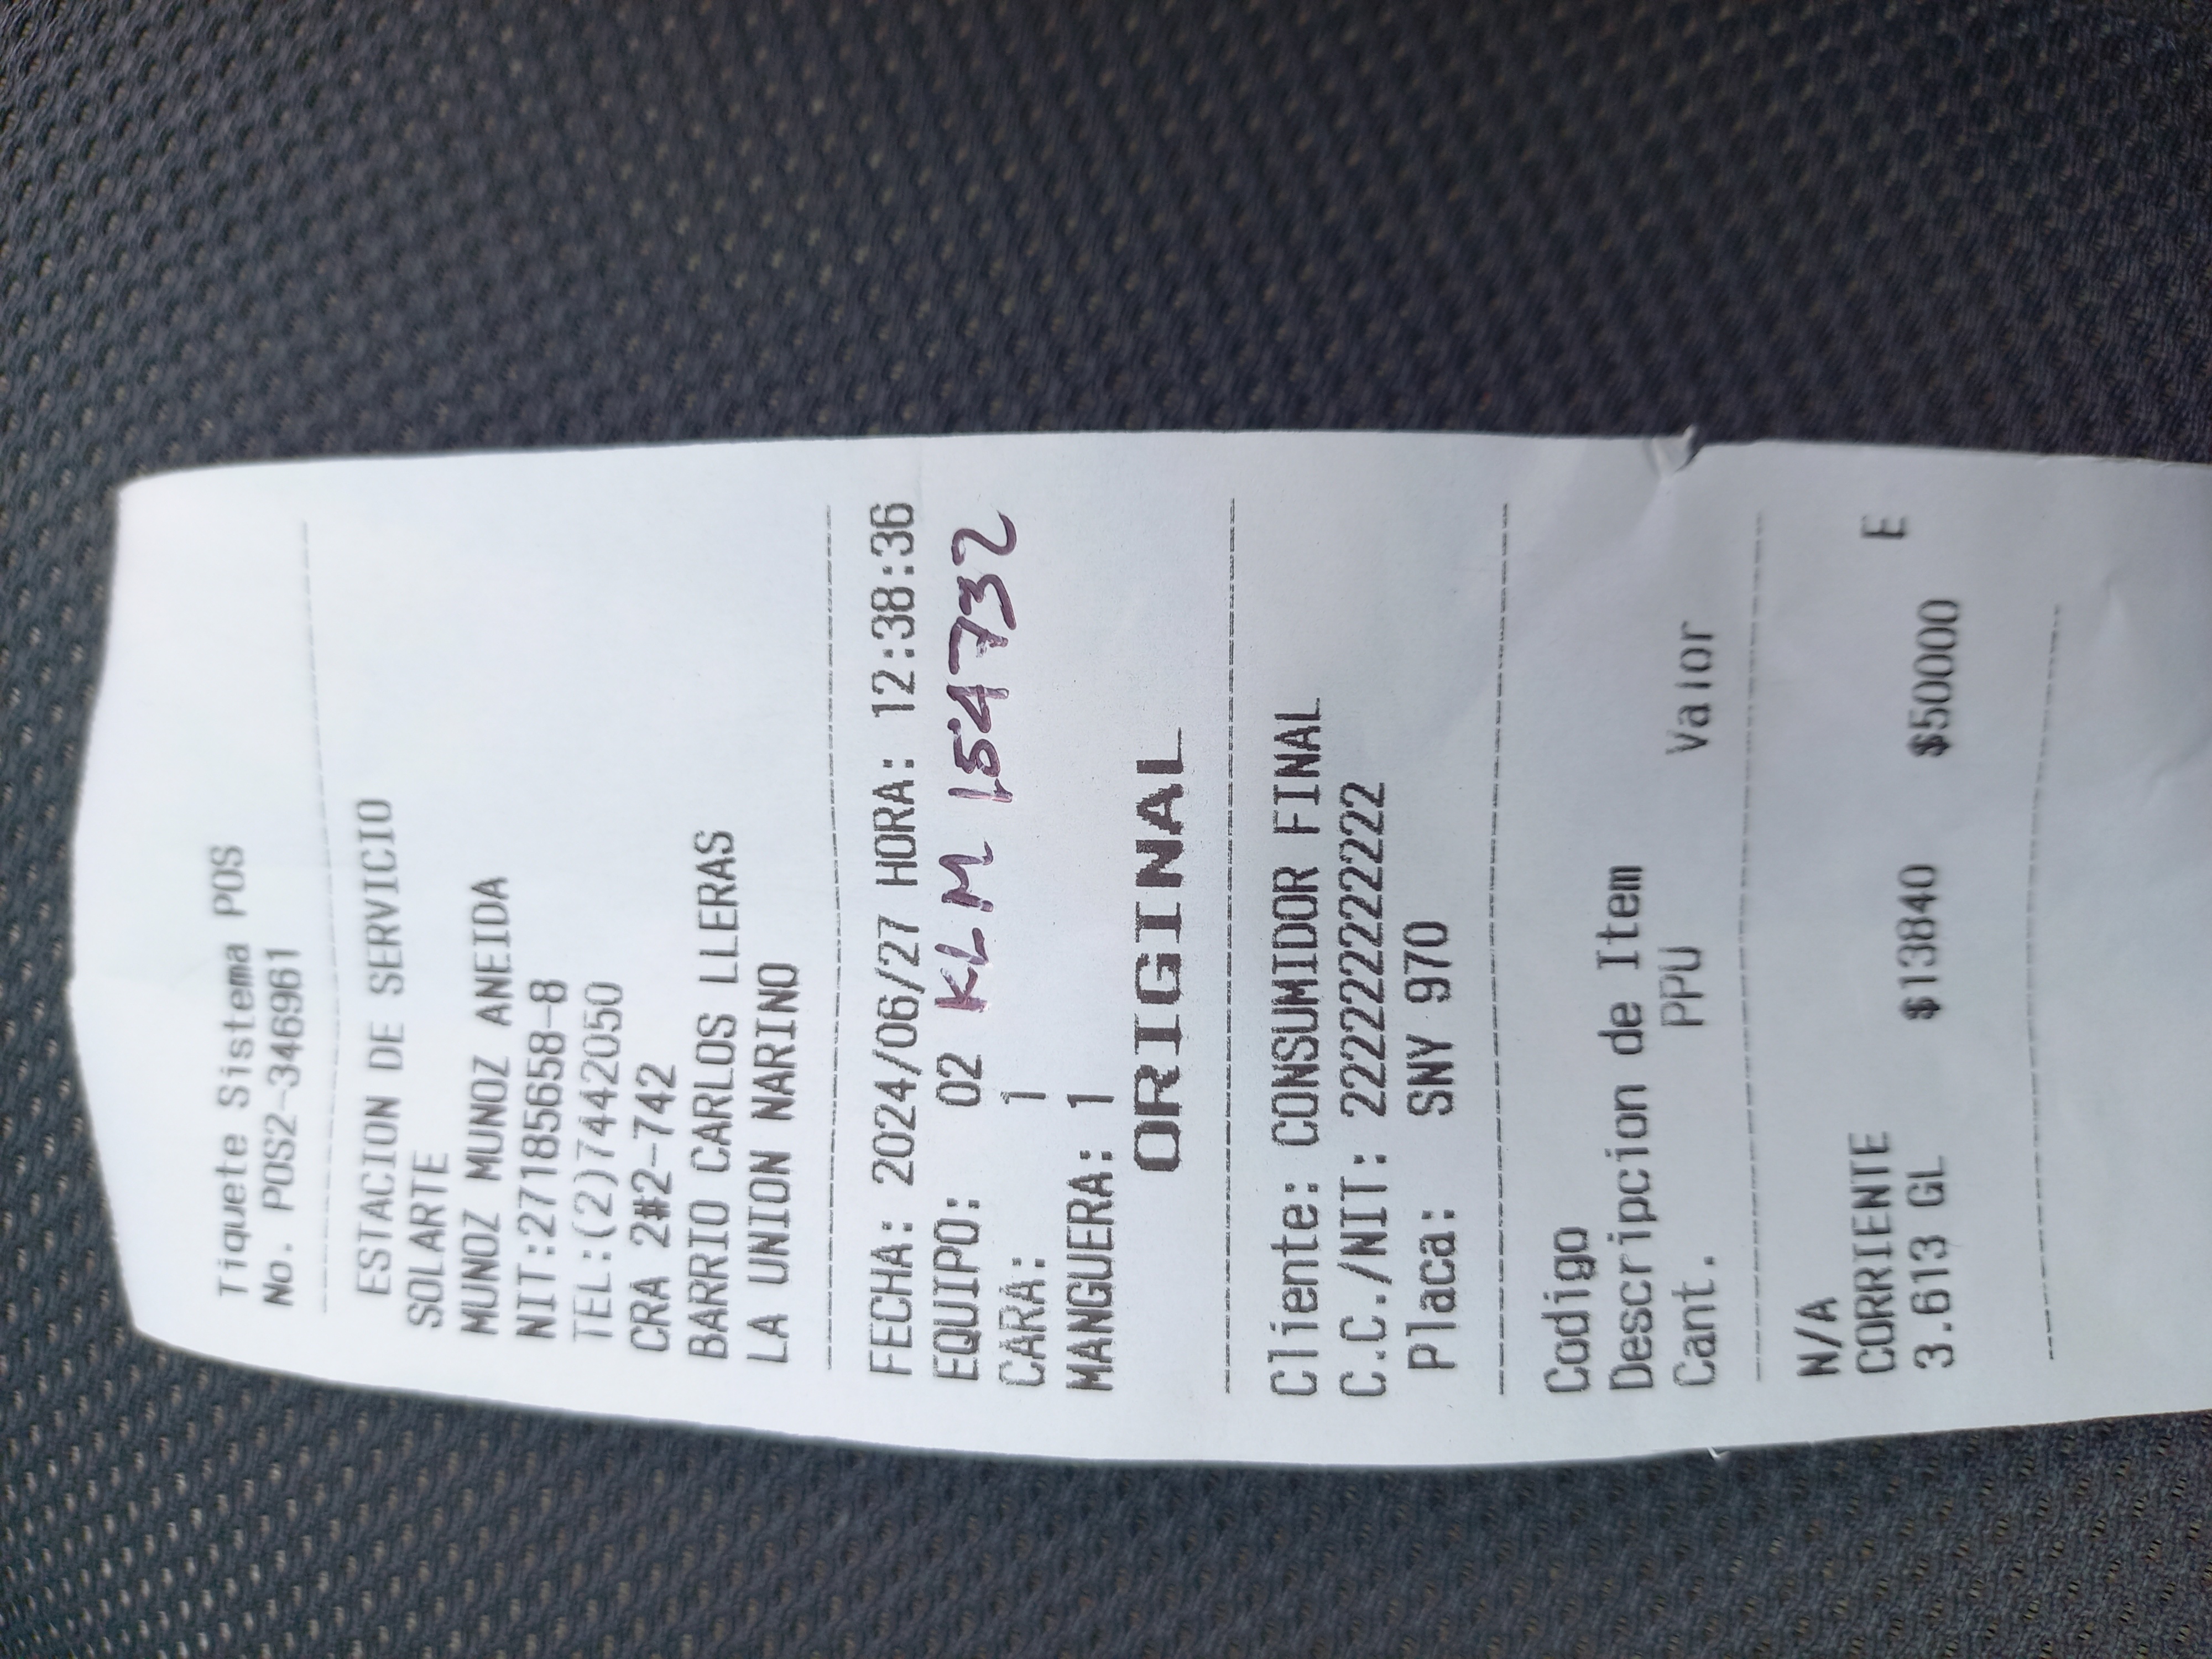 Tiquete Sistema POS
No. POS2-346961
ESTACION DE SERVICIO
SOLARTE
MUNOZ MUNOZ ANEIDA
NIT:27185658-8
TEL:(2)7442050
CRA 2#2-742
BARRIO CARLOS LLERAS
LA UNION NARINO
FECHA: 2024/06/27 HORA: 12:38:36
EQUIPO: 02 KLM 154732
CARA: 1
MANGUERA: 1
ORIGINAL
Cliente: CONSUMIDOR FINAL
C.C./NIT: 222222222222
Placa: SNY 970
Codigo
Descripcion de Item
Cant. PPU Valor
N/A
CORRIENTE E
3.613 GL $13840 $50000